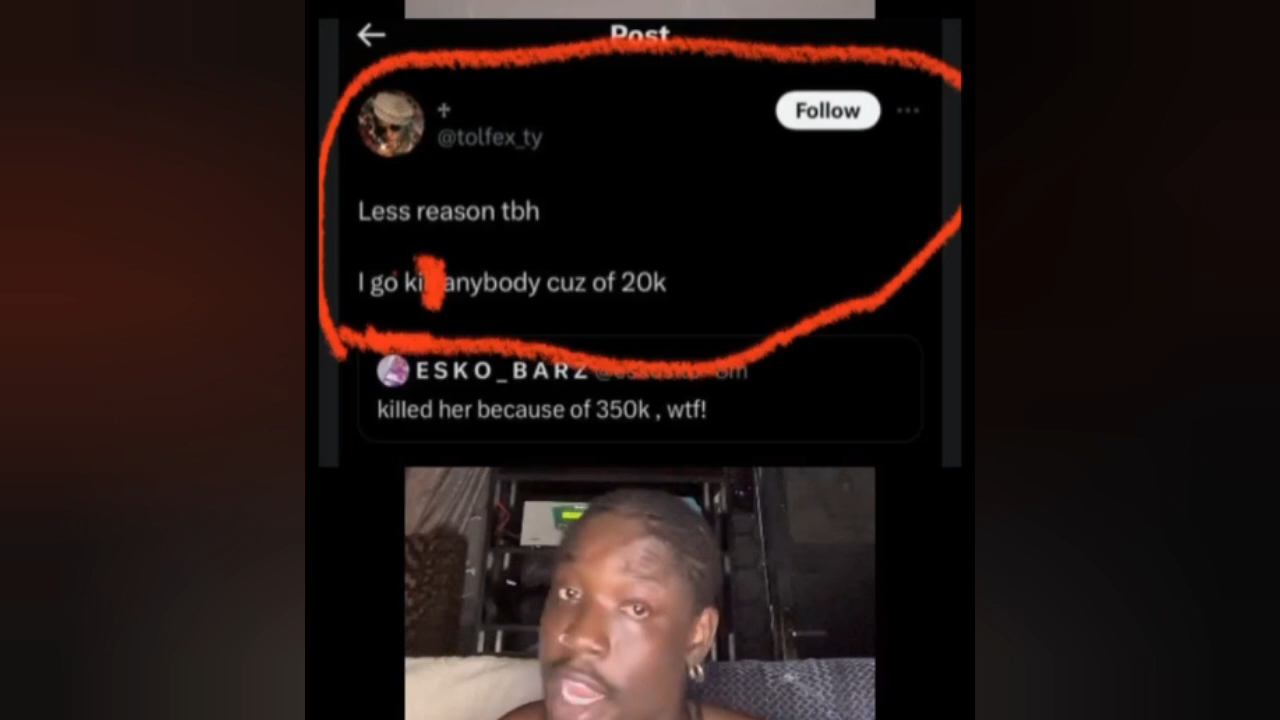 Post
✝
@tolfex_ty
Follow
Less reason tbh
I go ki anybody cuz of 20k
ESKO_BARZ
killed her because of 350k , wtf!